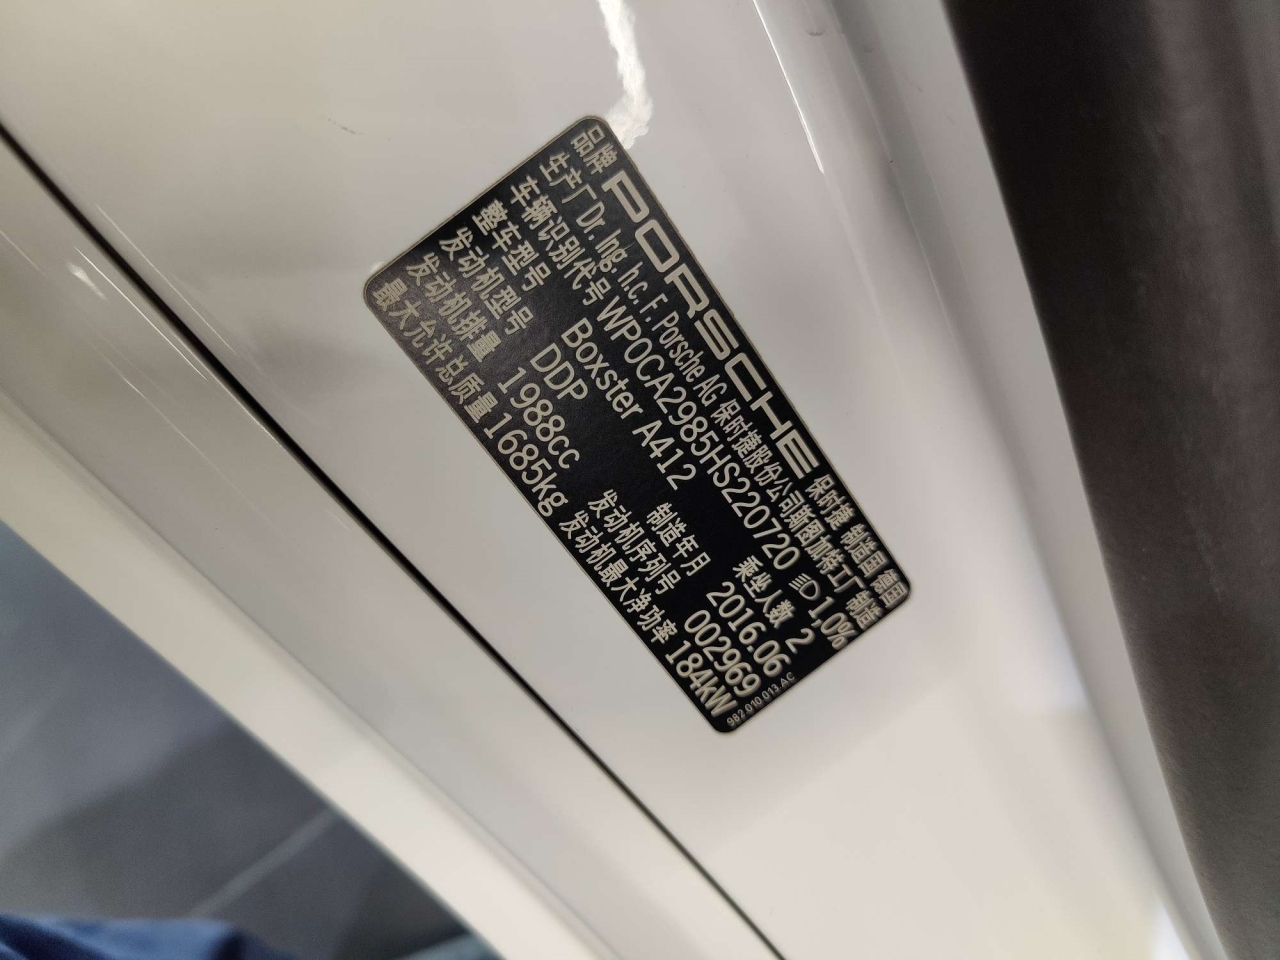 品牌 PORSCHE 保时捷 制造国 德国
生产厂 Dr. Ing. h.c. F. Porsche AG 保时捷股份公司斯图加特工厂 制造
车辆识别代号 WP0CA2985HS220720 1,0%
整车型号 Boxster A412 乘坐人数 2
发动机型号 DDP 制造年月 2016.06
发动机排量 1988cc 发动机序列号 002969
最大允许总质量 1685kg 发动机最大净功率 184kW
982.010.013.AC